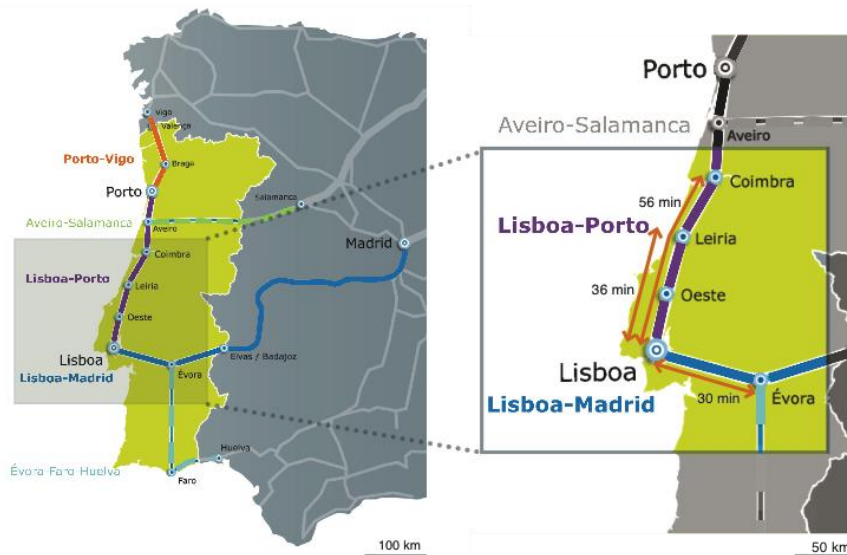 Vigo
Valença
Porto-Vigo
Braga
Porto
Salamanca
Aveiro-Salamanca
Aveiro
Madrid
Coimbra
Lisboa-Porto
Leiria
Oeste
Lisboa
Elvas / Badajoz
Lisboa-Madrid
Évora
Huelva
Évora-Faro-Huelva
Faro
100 km
Porto
Aveiro-Salamanca
Aveiro
Coimbra
56 min
Lisboa-Porto
Leiria
36 min
Oeste
Lisboa
Lisboa-Madrid
Évora
30 min
50 km